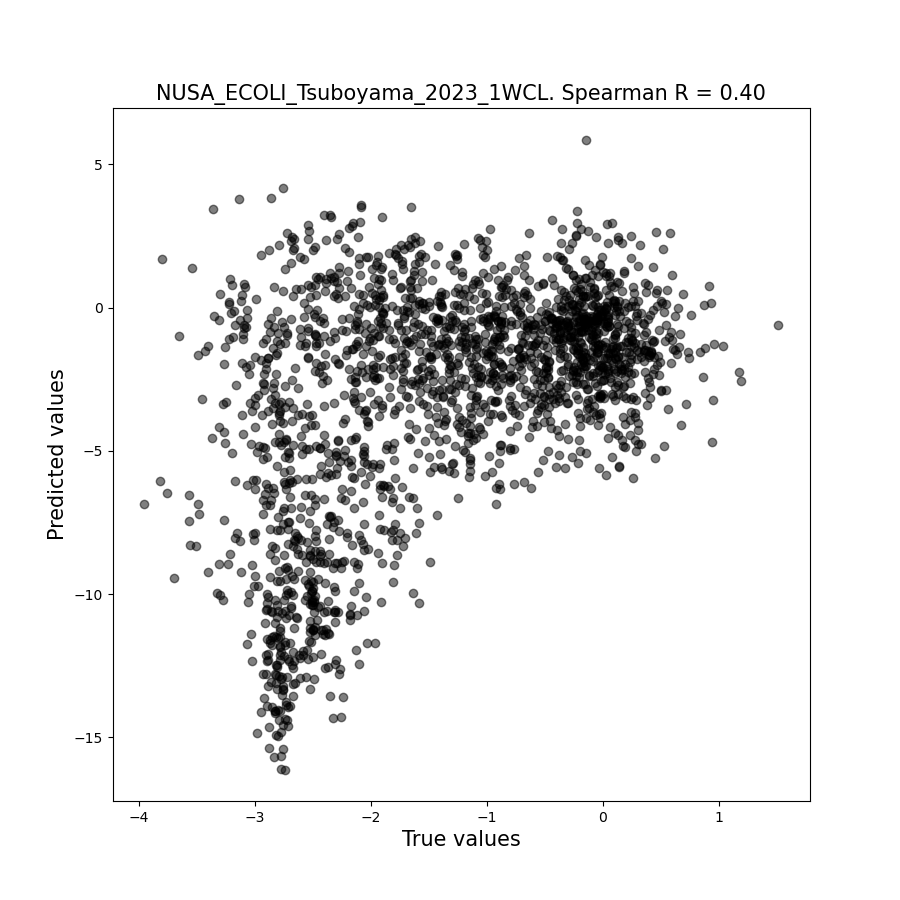 NUSA_ECOLI_Tsuboyama_2023_1WCL. Spearman R = 0.40
5
0
−5
−10
−15
Predicted values
−4 −3 −2 −1 0 1
True values